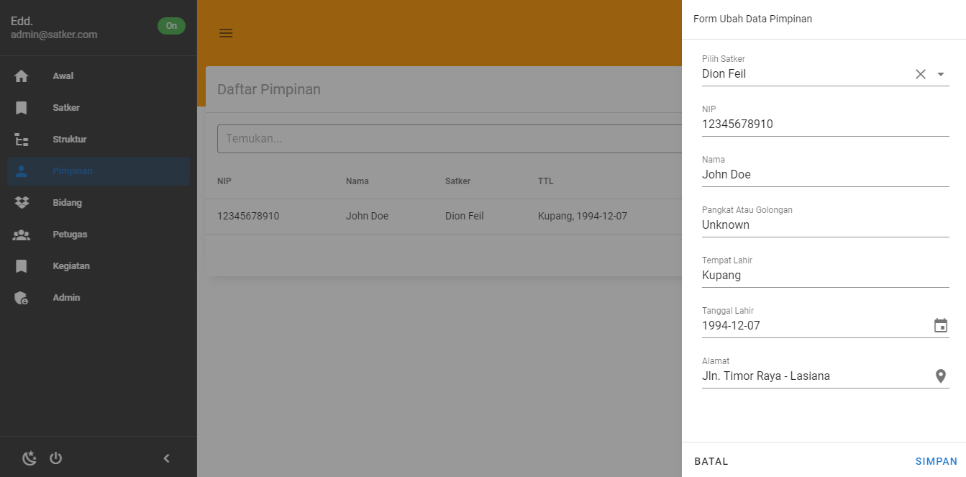 Edd.
admin@satker.com
On
Awal
Satker
Struktur
Pimpinan
Bidang
Petugas
Kegiatan
Admin
Daftar Pimpinan
Temukan...
NIP Nama Satker TTL
12345678910 John Doe Dion Feil Kupang, 1994-12-07
Form Ubah Data Pimpinan
Pilih Satker
Dion Feil
NIP
12345678910
Nama
John Doe
Pangkat Atau Golongan
Unknown
Tempat Lahir
Kupang
Tanggal Lahir
1994-12-07
Alamat
Jln. Timor Raya - Lasiana
BATAL SIMPAN